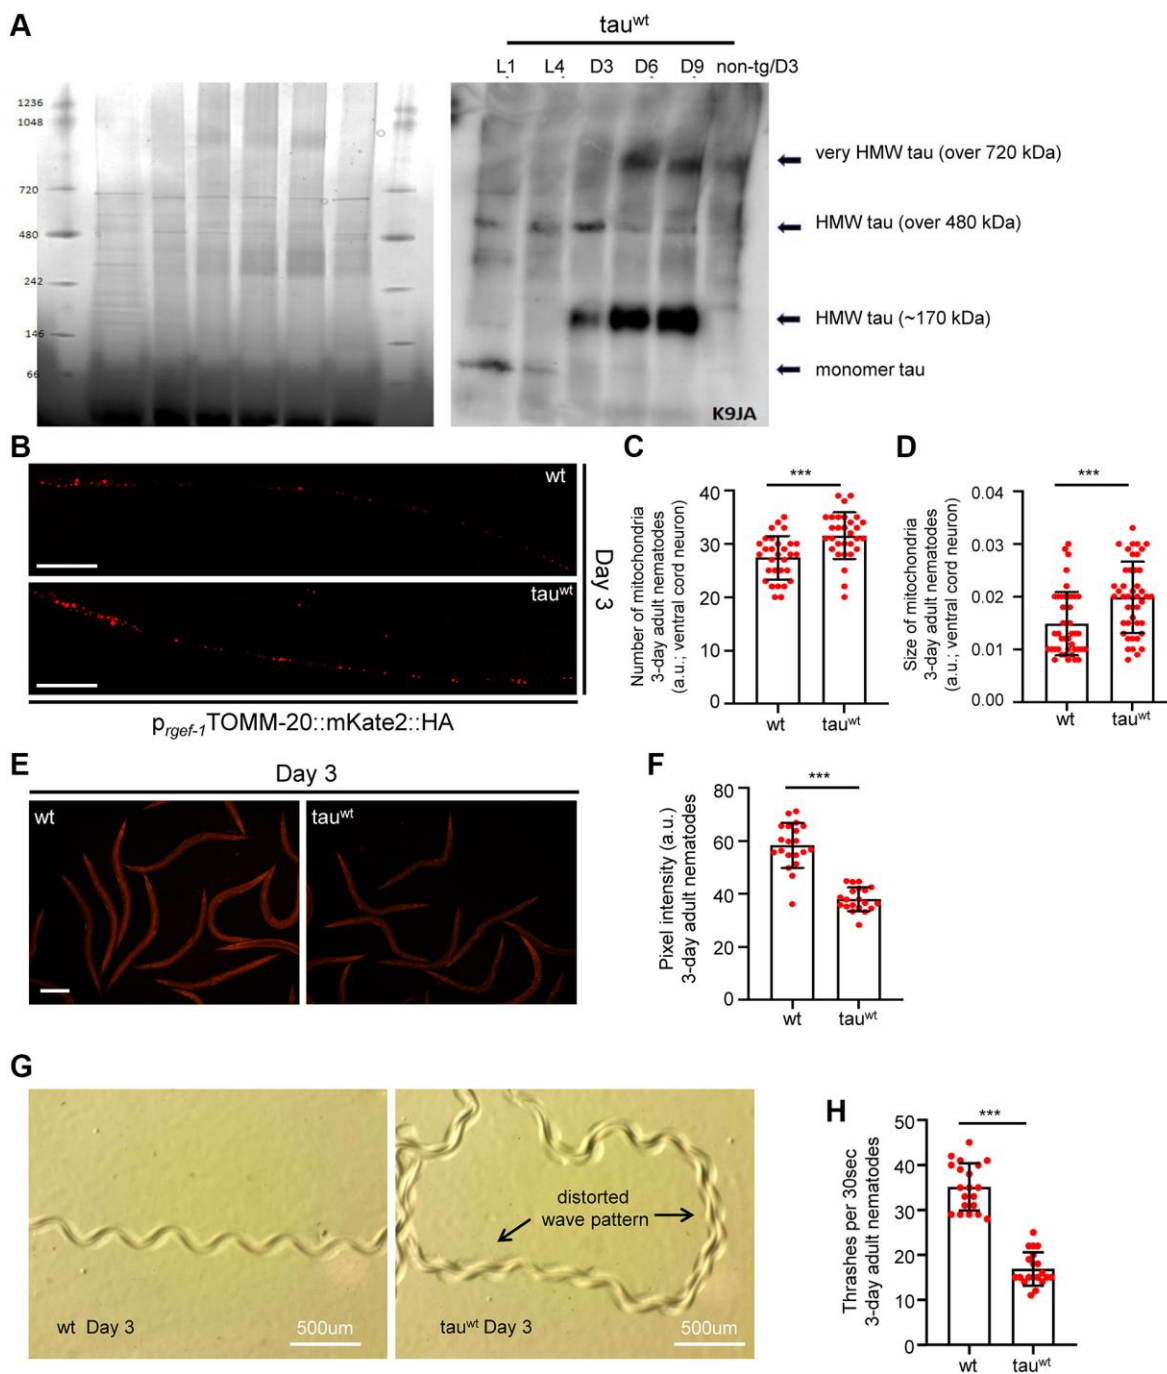 A
tau^wt
L1 L4 D3 D6 D9 non-tg/D3
1236
1048
720
480
242
146
66
very HMW tau (over 720 kDa)
HMW tau (over 480 kDa)
HMW tau (~170 kDa)
monomer tau
K9JA
B
wt
tau^wt
Day 3
p_rgef-1 TOMM-20::mKate2::HA
C
***
Number of mitochondria
3-day adult nematodes
(a.u.; ventral cord neuron)
40
30
20
10
0
wt tau^wt
D
***
Size of mitochondria
3-day adult nematodes
(a.u.; ventral cord neuron)
0.04
0.03
0.02
0.01
0.00
wt tau^wt
E
Day 3
wt
tau^wt
F
***
Pixel intensity (a.u.)
3-day adult nematodes
80
60
40
20
0
wt tau^wt
G
distorted
wave pattern
wt Day 3
500um
tau^wt Day 3
500um
H
***
Thrashes per 30sec
3-day adult nematodes
50
40
30
20
10
0
wt tau^wt